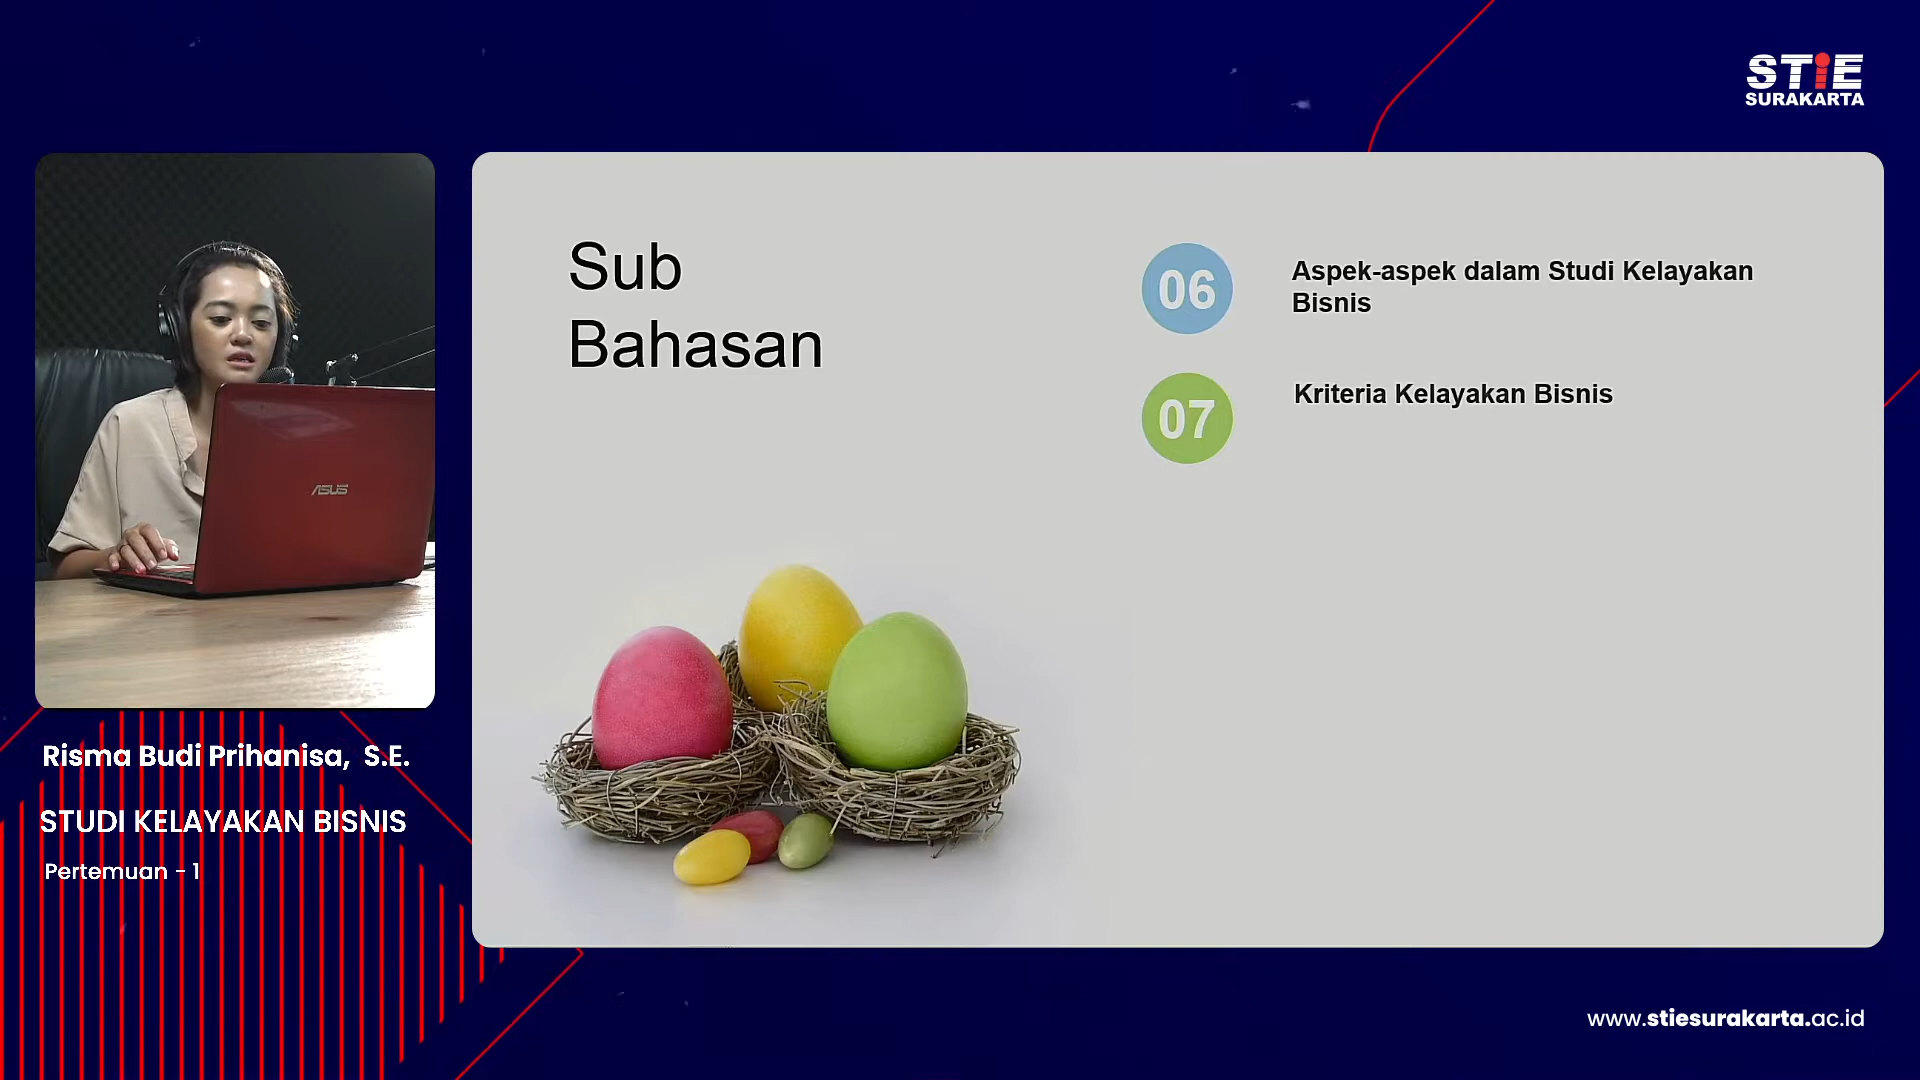 STiE
SURAKARTA
Sub
Bahasan
06
Aspek-aspek dalam Studi Kelayakan
Bisnis
07
Kriteria Kelayakan Bisnis
ASUS
Risma Budi Prihanisa, S.E.
STUDI KELAYAKAN BISNIS
Pertemuan - 1
www.stiesurakarta.ac.id